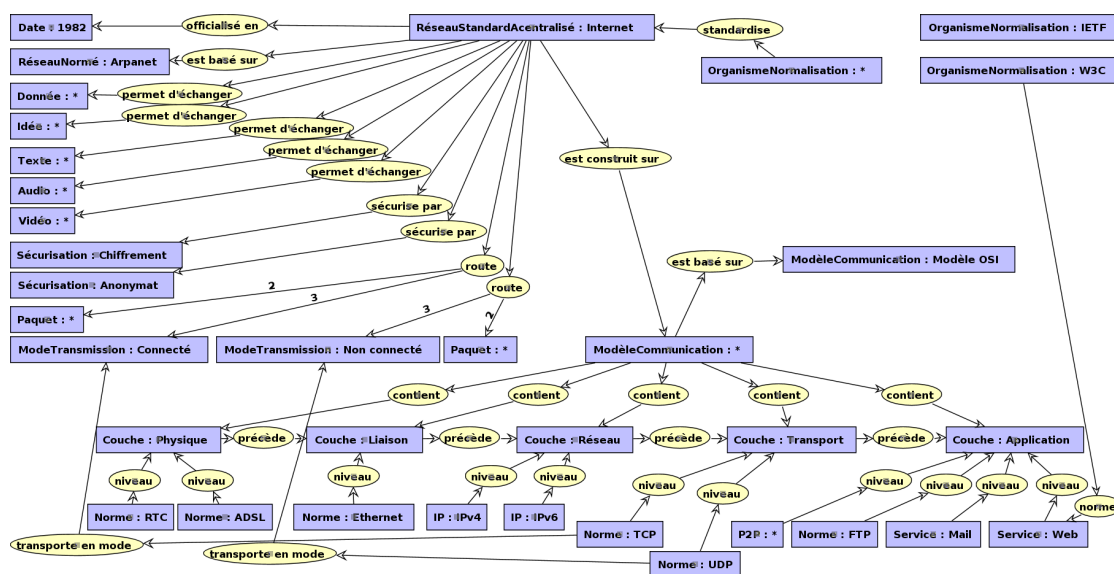 Date : 1982
officialisé en
RéseauStandardAcentralisé : Internet
standardise
OrganismeNormalisation : IETF
RéseauNormé : Arpanet
est basé sur
OrganismeNormalisation : *
OrganismeNormalisation : W3C
Donnée : *
permet d'échanger
Idée : *
permet d'échanger
permet d'échanger
Texte : *
permet d'échanger
est construit sur
Audio : *
permet d'échanger
Vidéo : *
sécurise par
sécurise par
Sécurisation : Chiffrement
est basé sur
ModèleCommunication : Modèle OSI
route
Sécurisation : Anonymat
2
3
route
Paquet : *
3
2
ModeTransmission : Connecté
ModeTransmission : Non connecté
Paquet : *
ModèleCommunication : *
contient
contient
contient
contient
contient
Couche : Physique
précède
Couche : Liaison
précède
Couche : Réseau
précède
Couche : Transport
précède
Couche : Application
niveau
niveau
niveau
niveau
niveau
niveau
niveau
niveau
niveau
niveau
niveau
norme
Norme : RTC
Norme : ADSL
Norme : Ethernet
IP : IPv4
IP : IPv6
Norme : TCP
P2P : *
Norme : FTP
Service : Mail
Service : Web
transporte en mode
transporte en mode
Norme : UDP